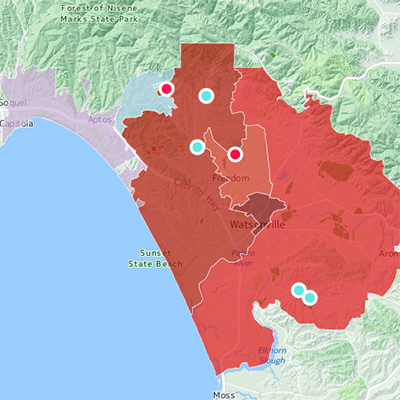 Forest of Nisene
Marks State Park
Soquel
Capitola
Aptos
Freedom
Cabrillo Hwy
Watsonville
Sunset
State Beach
Pajaro
River
Arom
Elkhorn
Slough
Moss